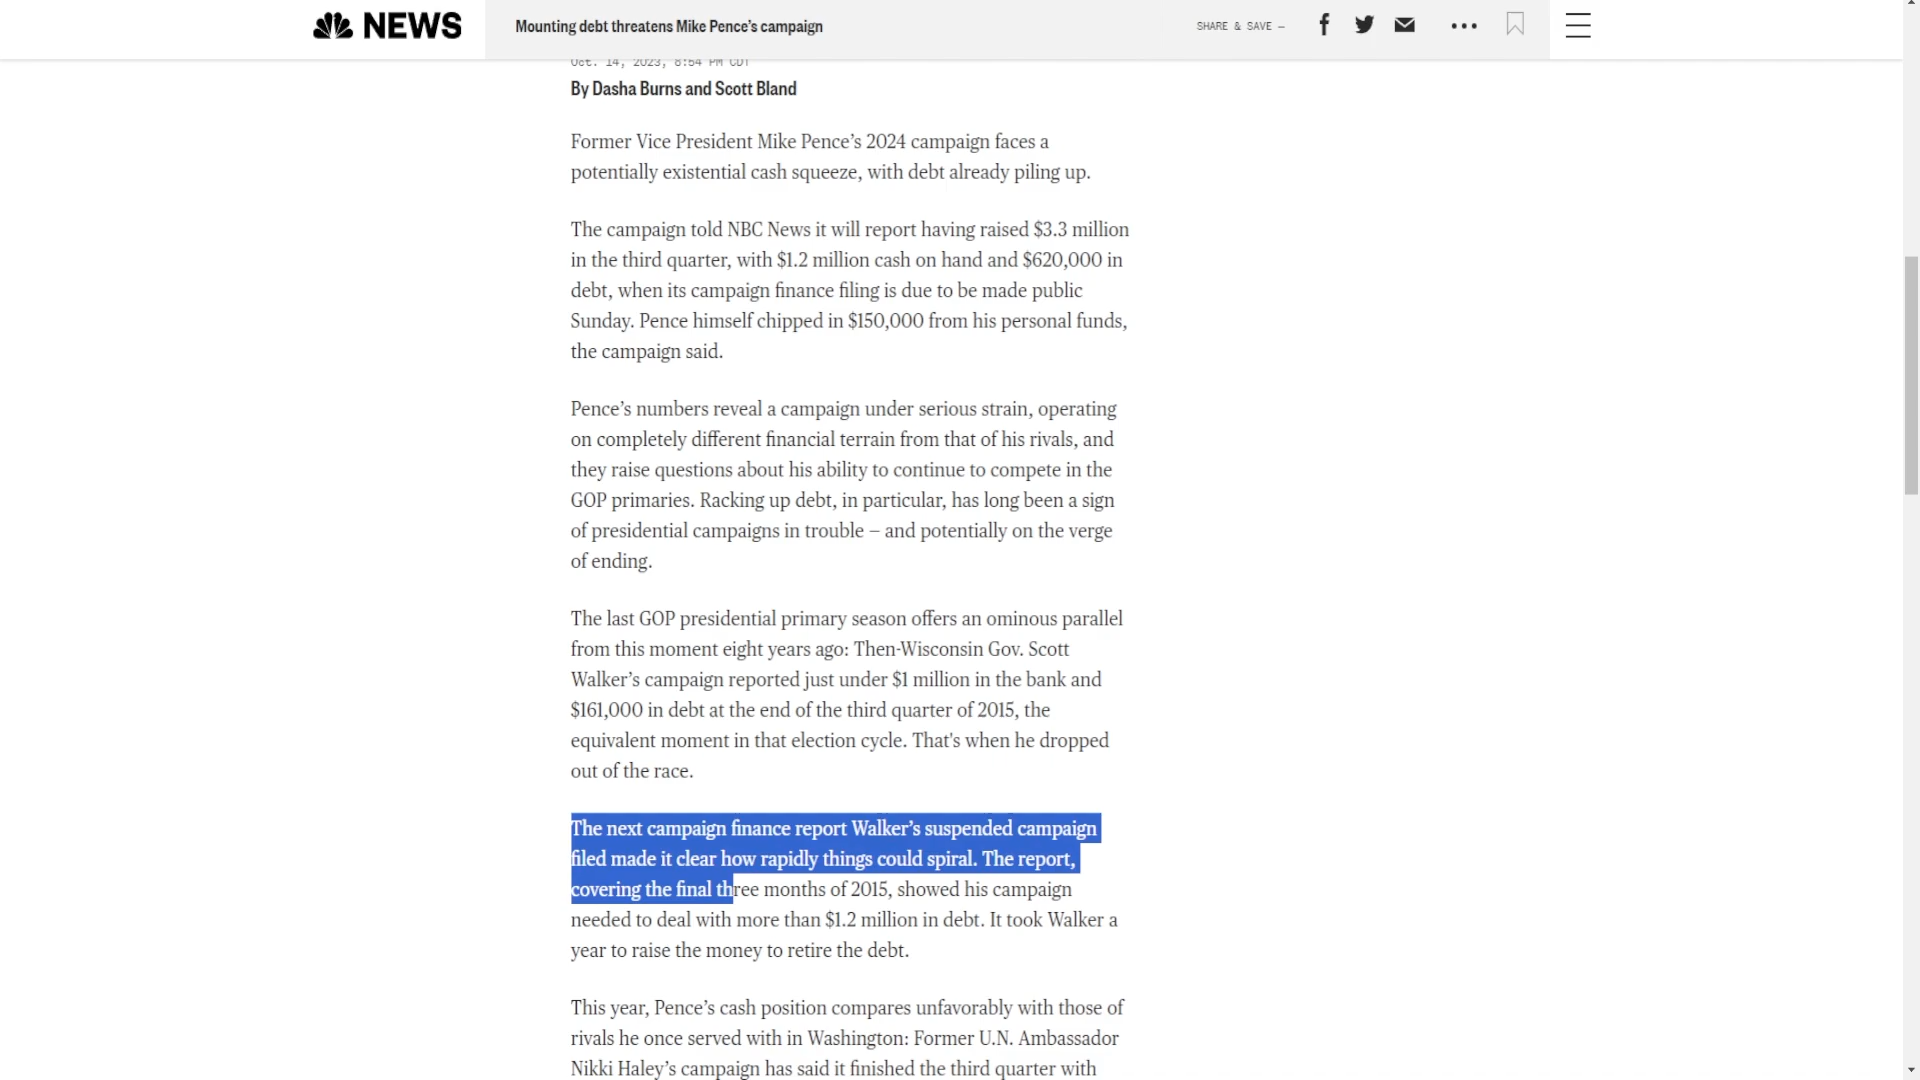 NEWS
Mounting debt threatens Mike Pence’s campaign
SHARE & SAVE —
Oct. 14, 2023, 8:54 PM CDT
By Dasha Burns and Scott Bland
Former Vice President Mike Pence’s 2024 campaign faces a
potentially existential cash squeeze, with debt already piling up.
The campaign told NBC News it will report having raised $3.3 million
in the third quarter, with $1.2 million cash on hand and $620,000 in
debt, when its campaign finance filing is due to be made public
Sunday. Pence himself chipped in $150,000 from his personal funds,
the campaign said.
Pence’s numbers reveal a campaign under serious strain, operating
on completely different financial terrain from that of his rivals, and
they raise questions about his ability to continue to compete in the
GOP primaries. Racking up debt, in particular, has long been a sign
of presidential campaigns in trouble — and potentially on the verge
of ending.
The last GOP presidential primary season offers an ominous parallel
from this moment eight years ago: Then-Wisconsin Gov. Scott
Walker’s campaign reported just under $1 million in the bank and
$161,000 in debt at the end of the third quarter of 2015, the
equivalent moment in that election cycle. That's when he dropped
out of the race.
The next campaign finance report Walker’s suspended campaign
filed made it clear how rapidly things could spiral. The report,
covering the final three months of 2015, showed his campaign
needed to deal with more than $1.2 million in debt. It took Walker a
year to raise the money to retire the debt.
This year, Pence’s cash position compares unfavorably with those of
rivals he once served with in Washington: Former U.N. Ambassador
Nikki Haley’s campaign has said it finished the third quarter with